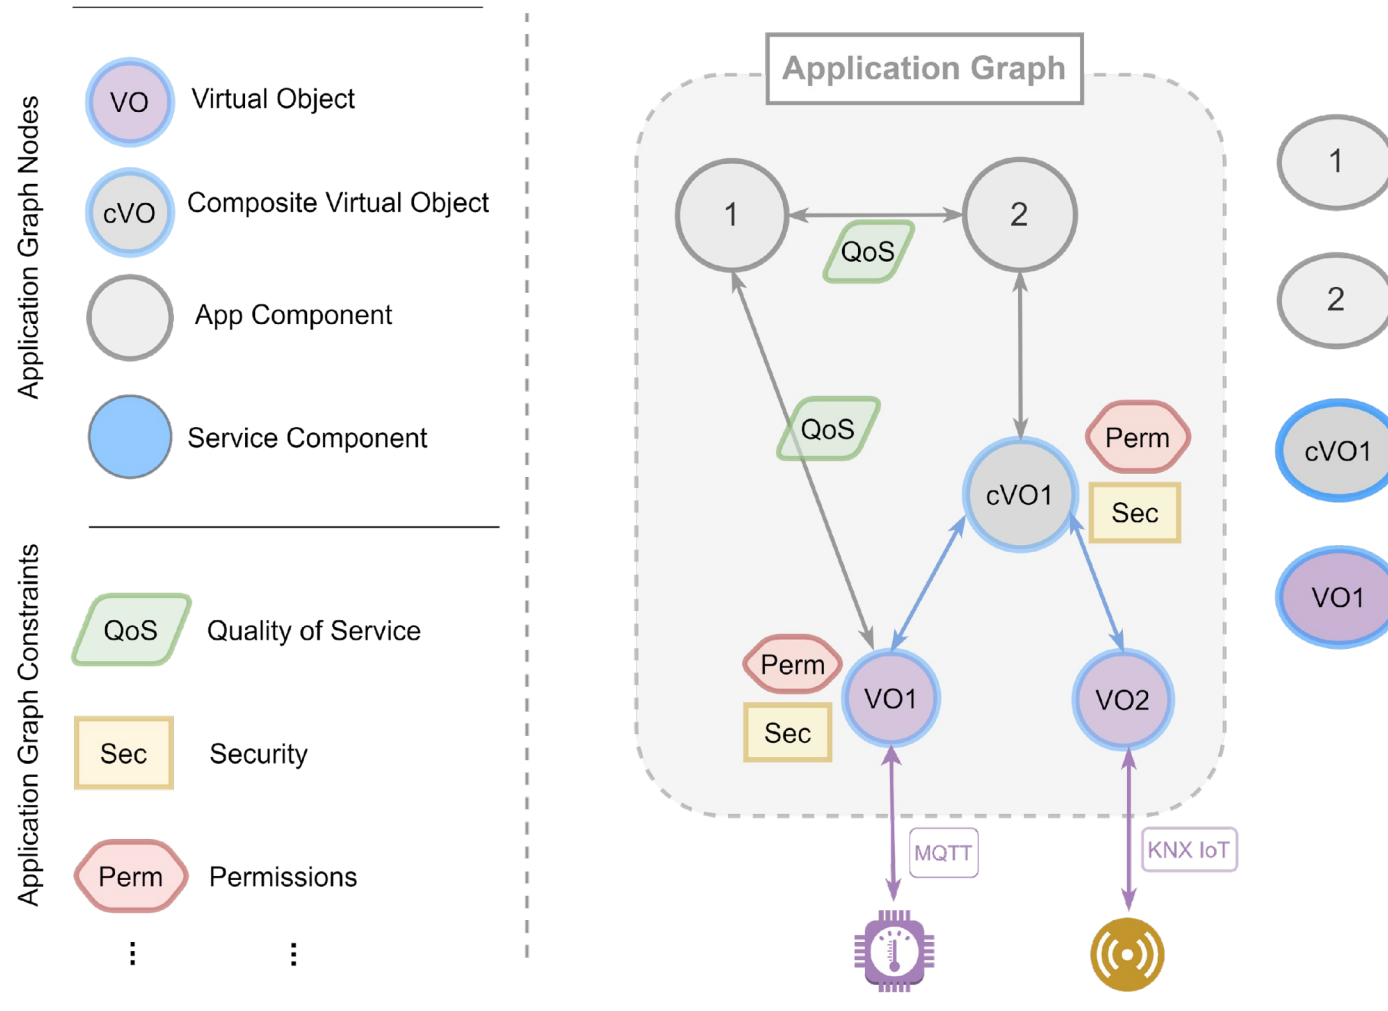 Application Graph Nodes
VO
Virtual Object
cVO
Composite Virtual Object
App Component
Service Component
Application Graph Constraints
QoS
Quality of Service
Sec
Security
Perm
Permissions
Application Graph
1
2
QoS
QoS
Perm
cVO1
Sec
Perm
VO1
VO2
Sec
MQTT
KNX IoT
1
2
cVO1
VO1